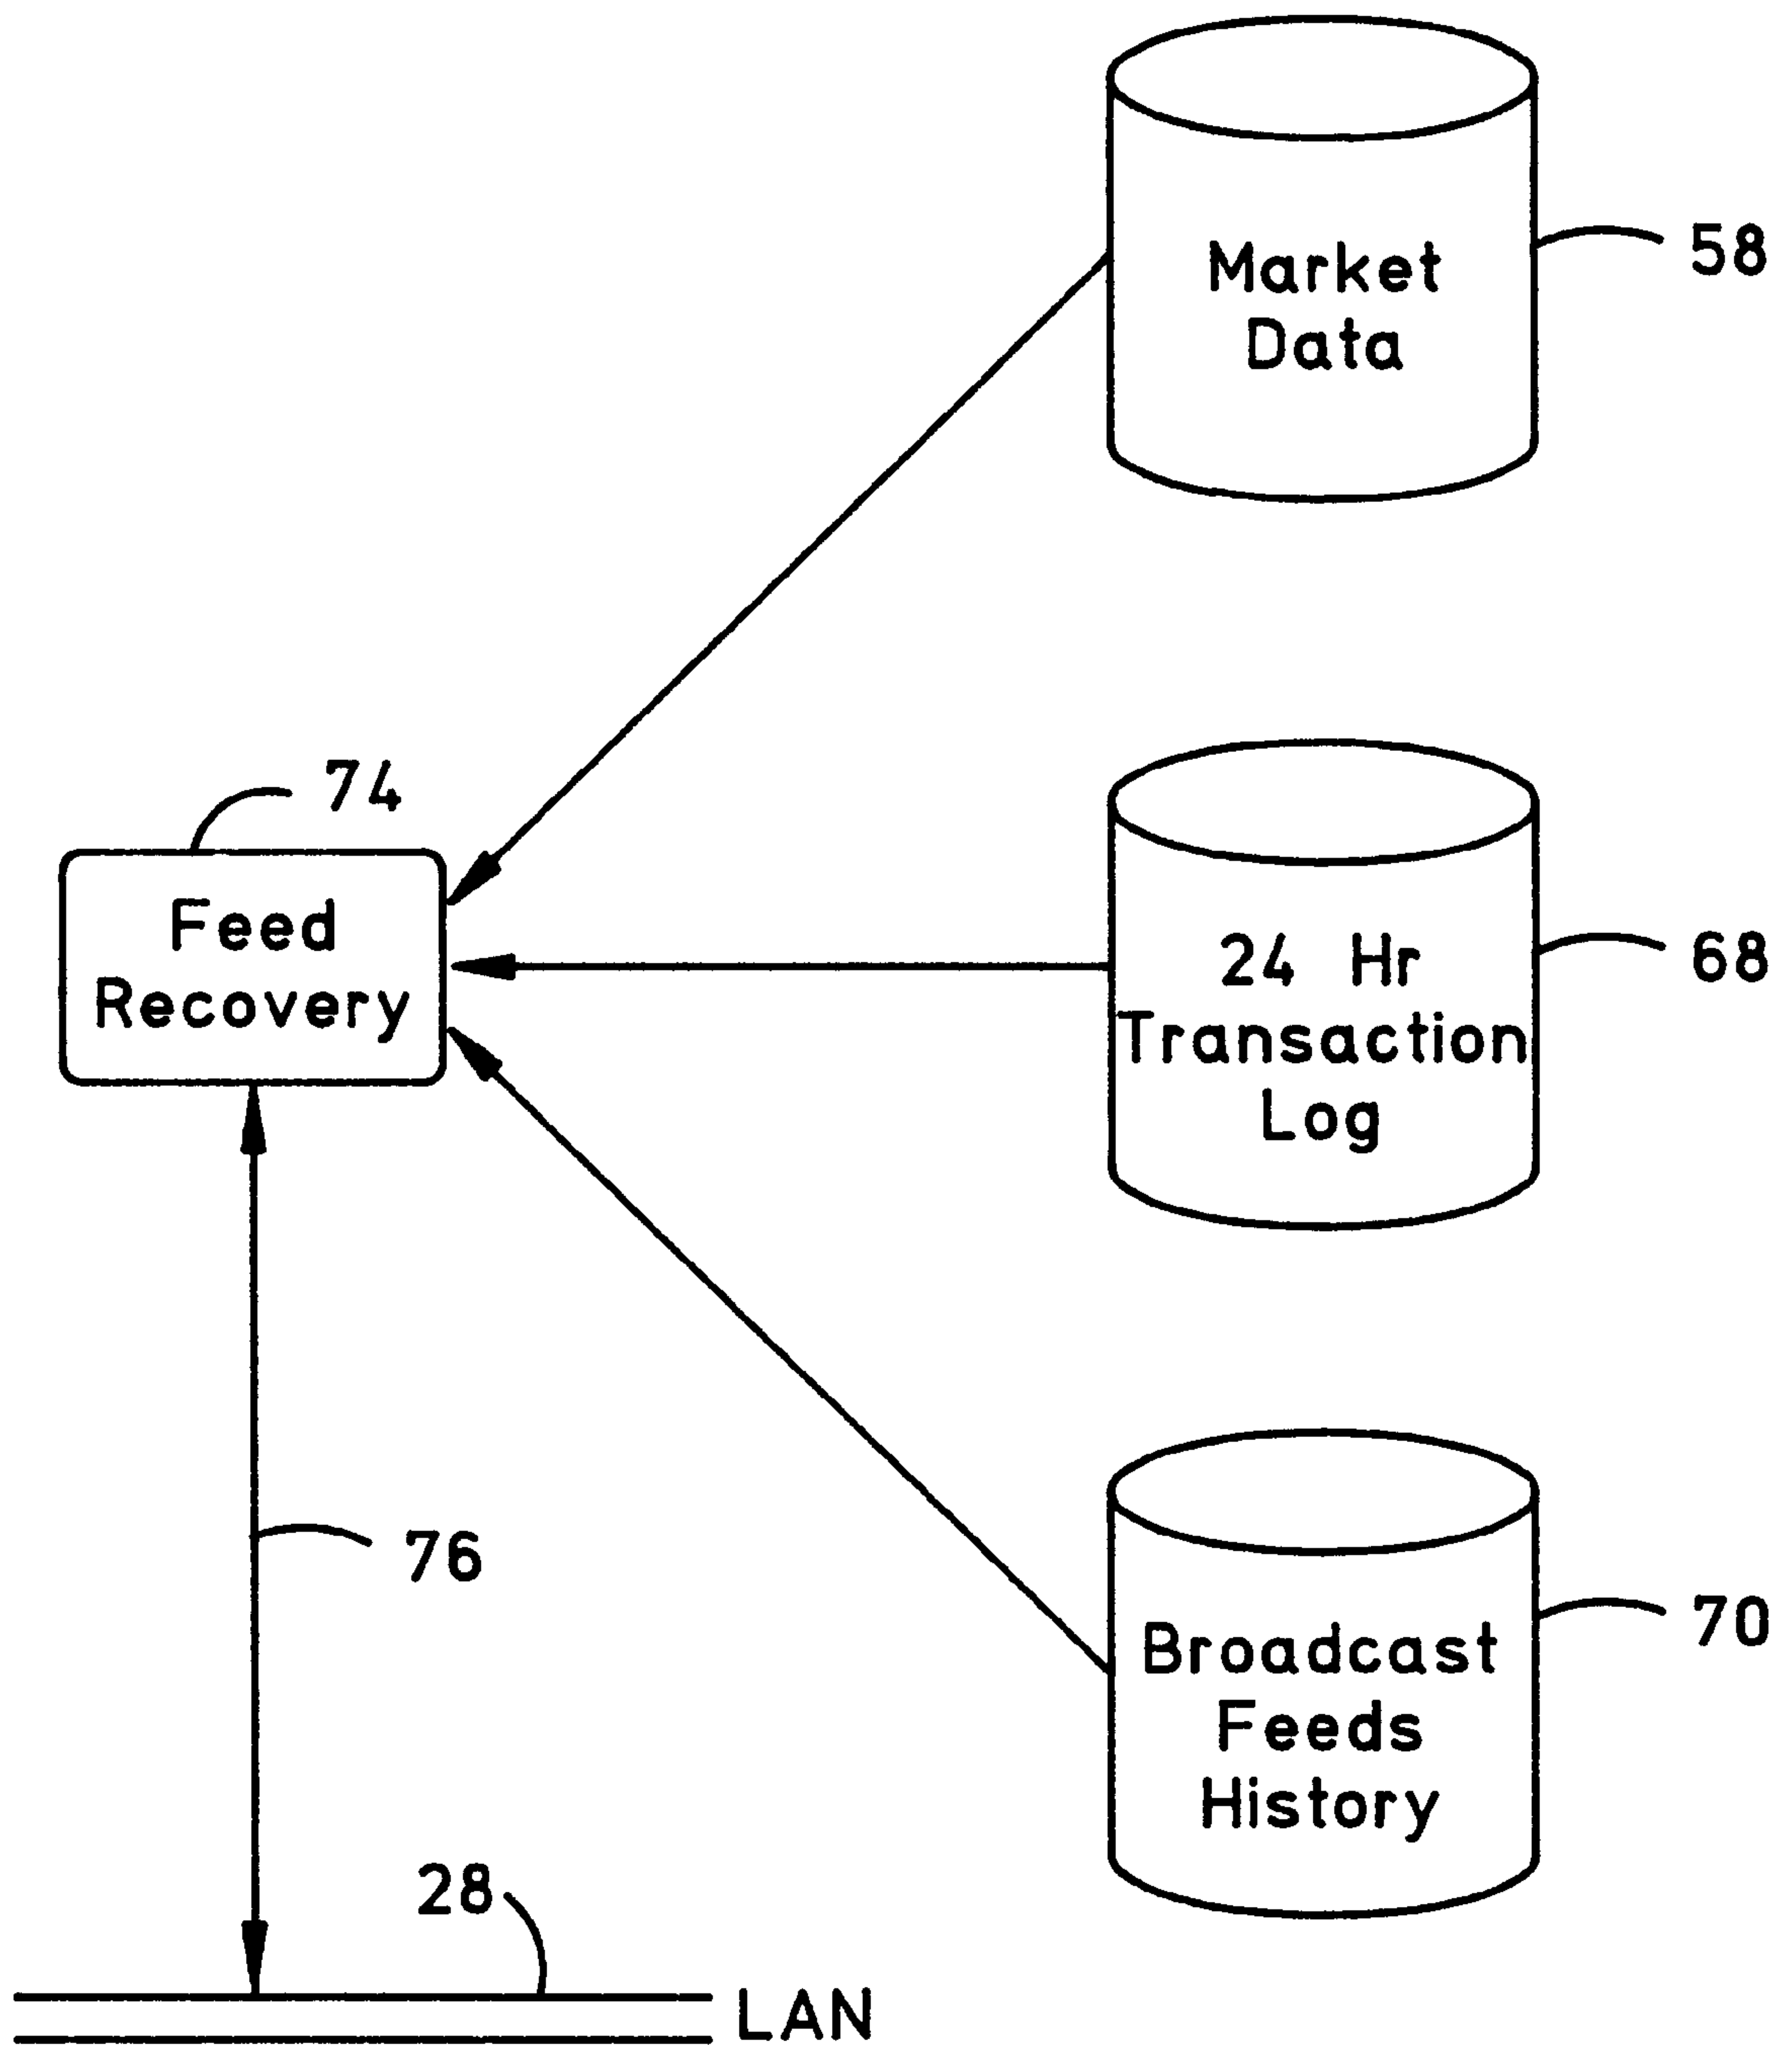 58
Market
Data
74
Feed
Recovery
24 Hr
Transaction
Log
68
76
70
Broadcast
Feeds
History
28
LAN